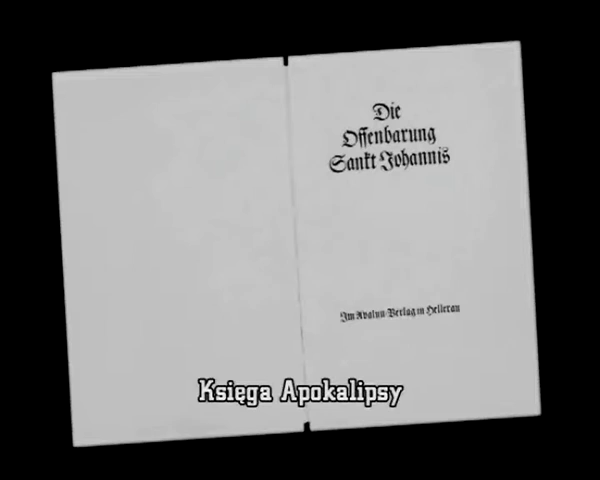 Die
Offenbarung
Sankt Johannis
Im Avalun-Verlag in Hellerau
Księga Apokalipsy